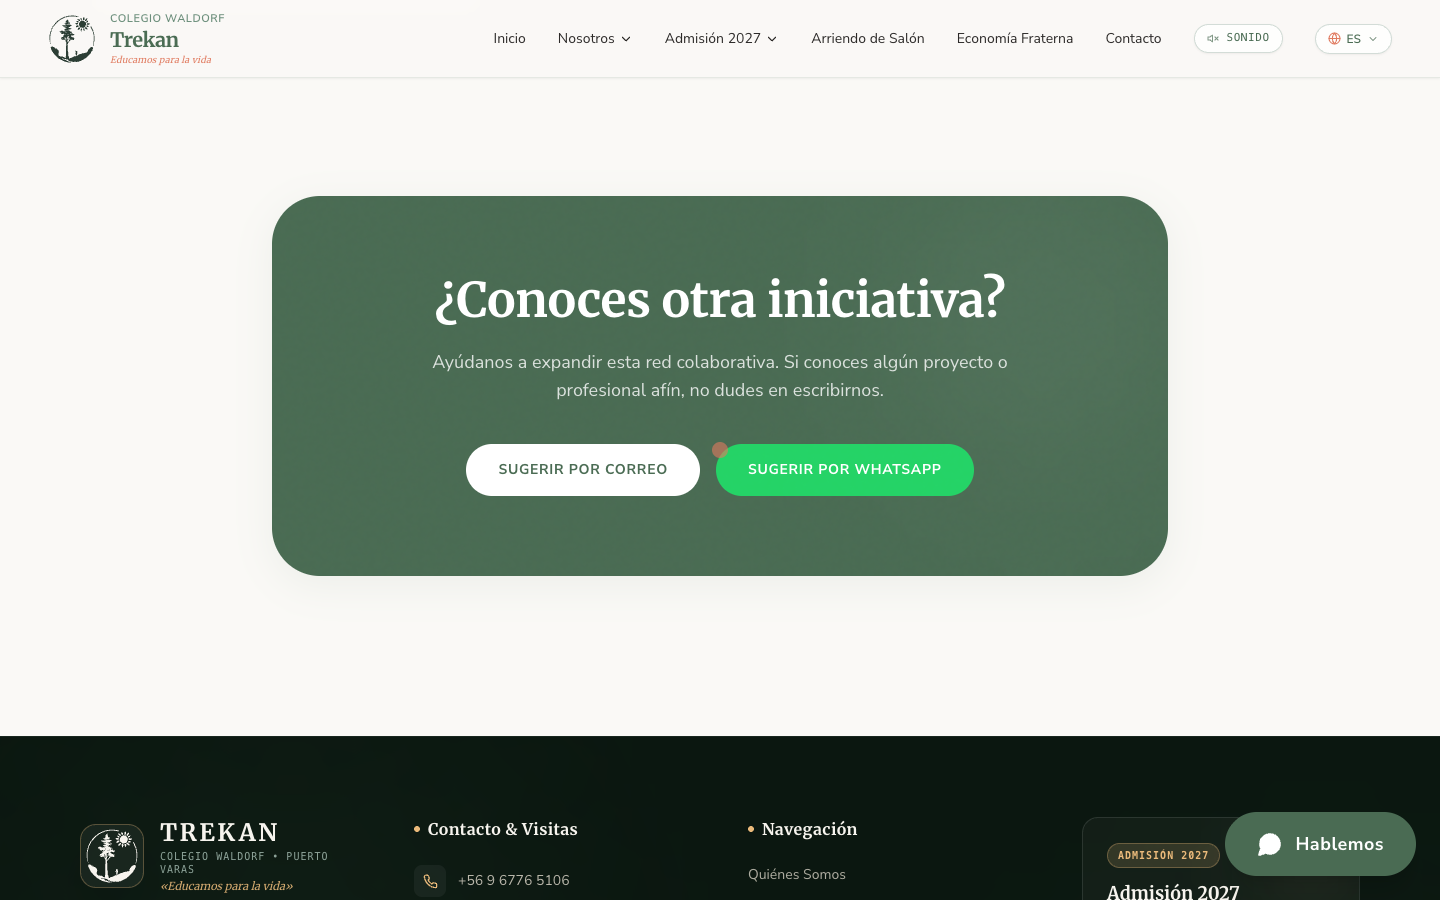 COLEGIO WALDORF
Trekan
Educamos para la vida
Inicio
Nosotros
Admisión 2027
Arriendo de Salón
Economía Fraterna
Contacto
SONIDO
ES
¿Conoces otra iniciativa?
Ayúdanos a expandir esta red colaborativa. Si conoces algún proyecto o
profesional afín, no dudes en escribirnos.
SUGERIR POR CORREO
SUGERIR POR WHATSAPP
TREKAN
COLEGIO WALDORF • PUERTO
VARAS
«Educamos para la vida»
Contacto & Visitas
+56 9 6776 5106
Navegación
Quiénes Somos
ADMISIÓN 2027
Admisión 2027
Hablemos